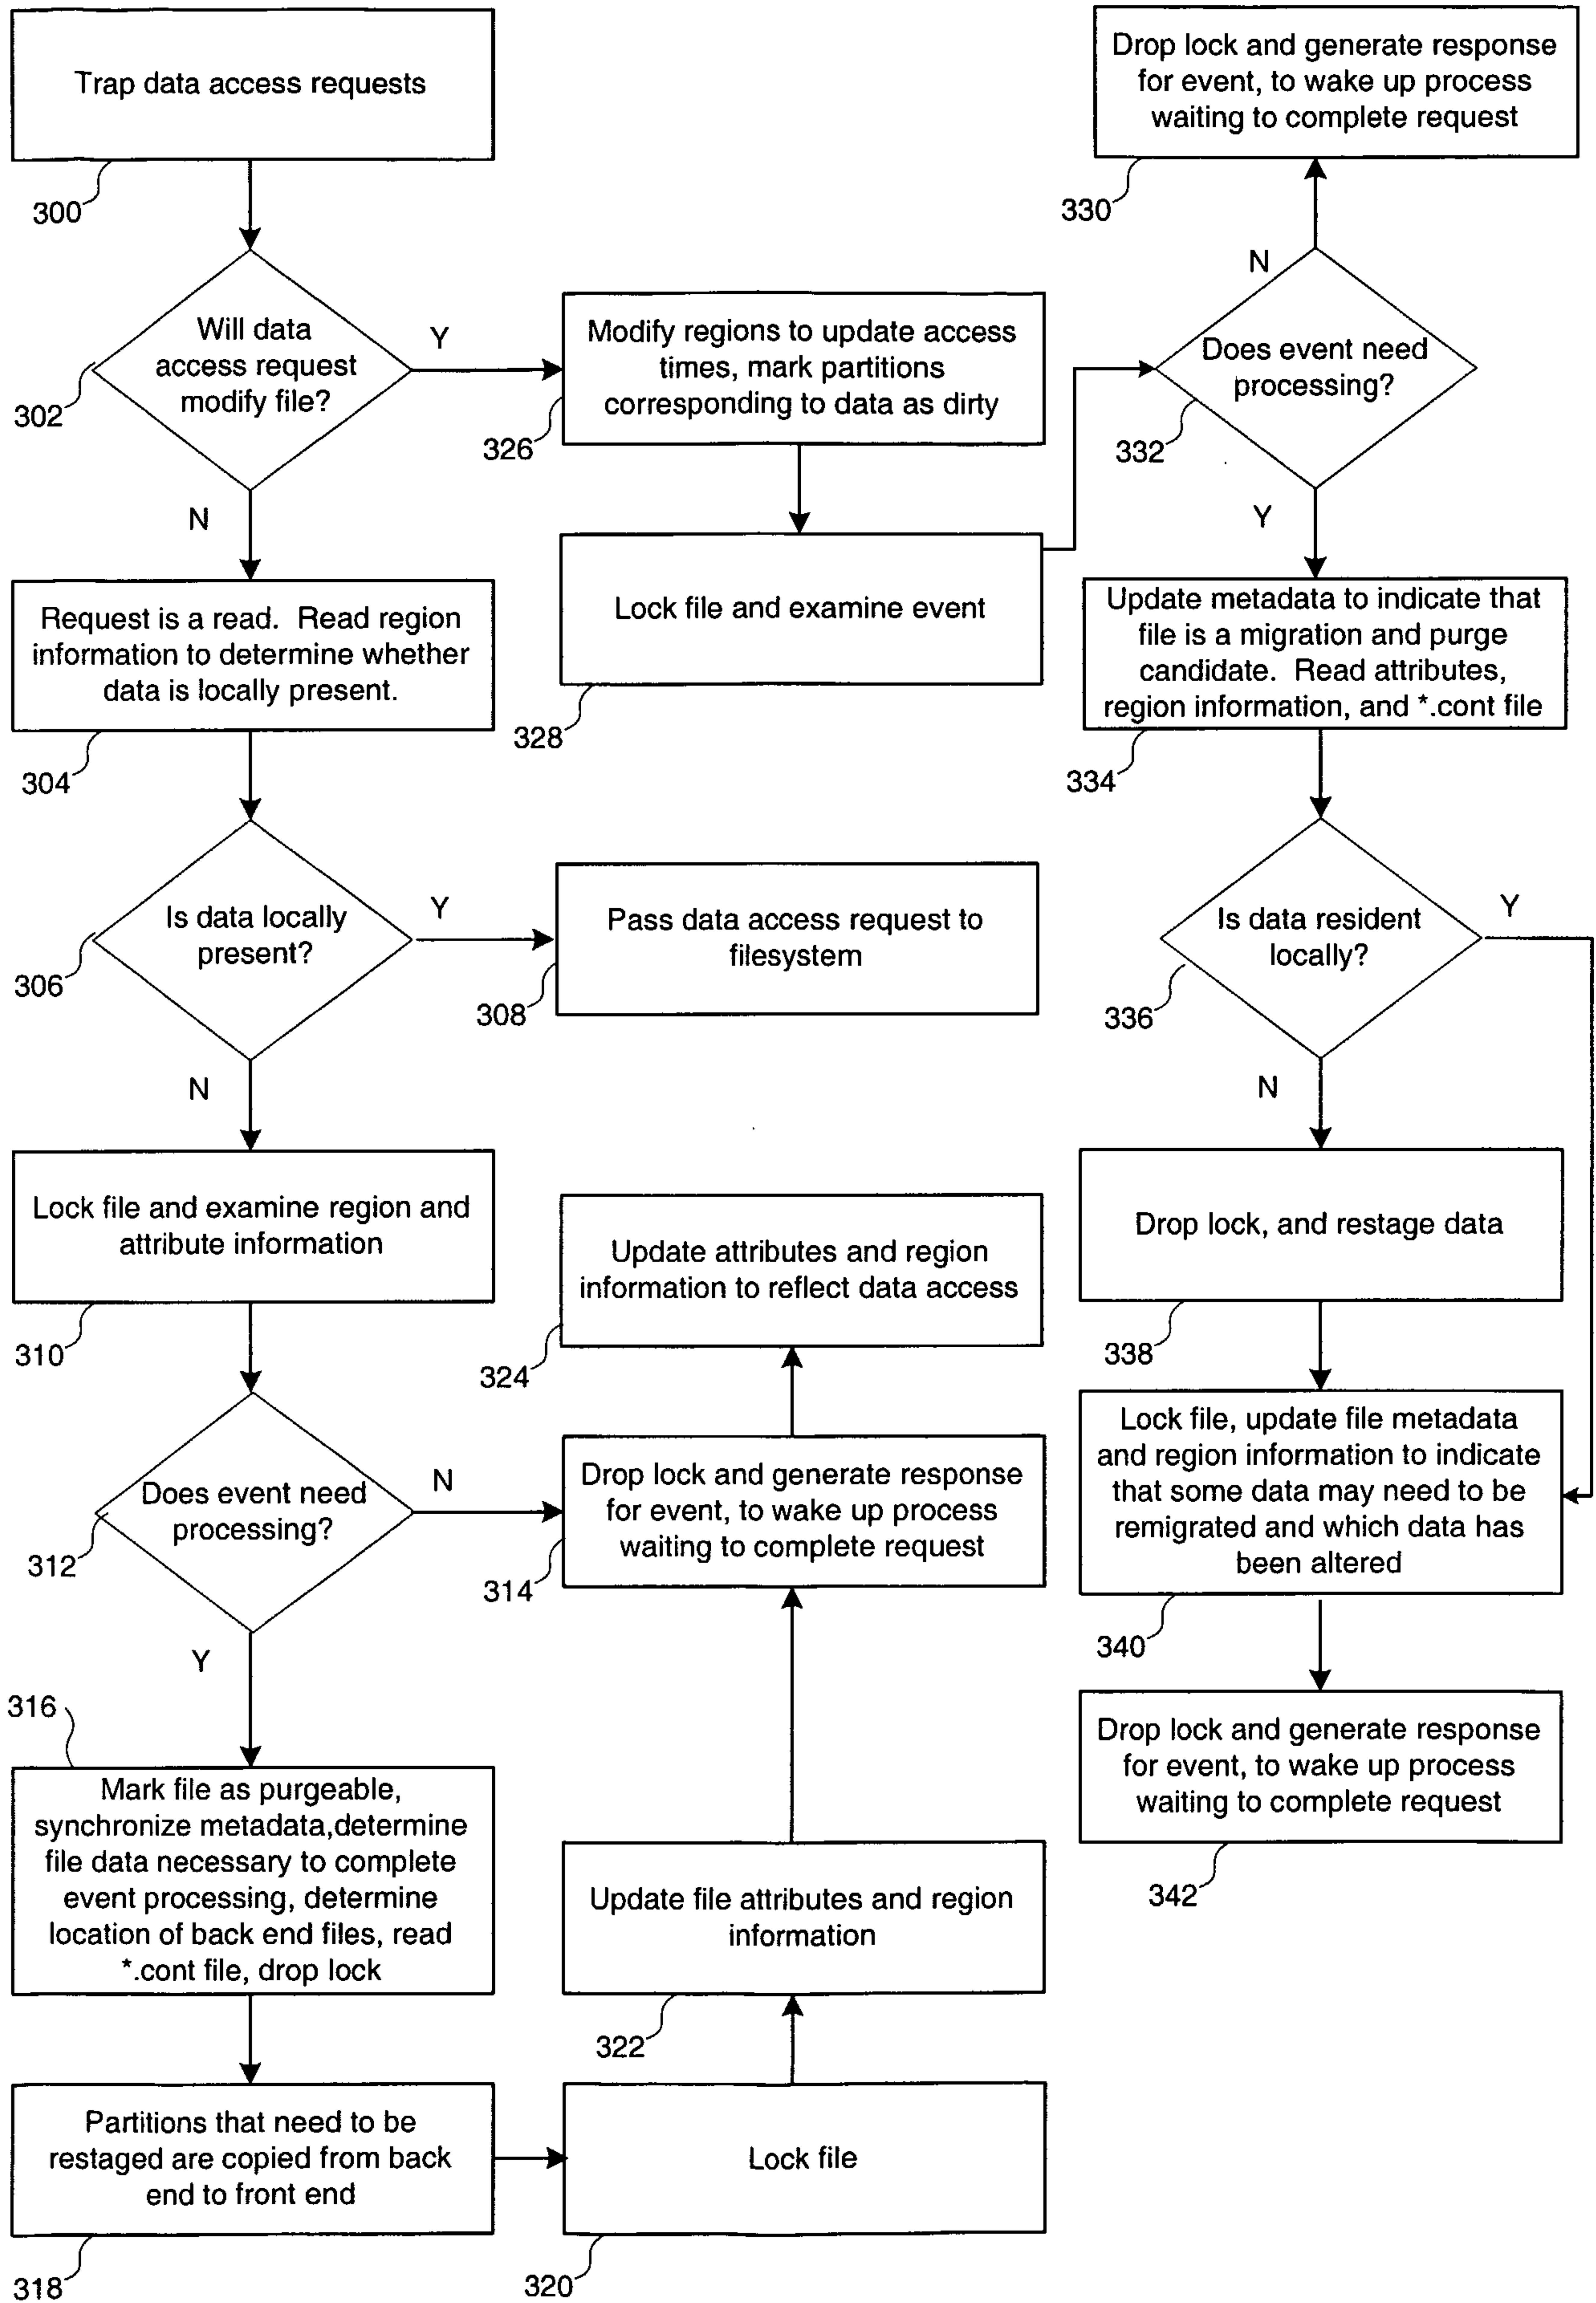 Trap data access requests
300
Will data
access request
modify file?
302
Y
N
Modify regions to update access
times, mark partitions
corresponding to data as dirty
326
Lock file and examine event
328
Drop lock and generate response
for event, to wake up process
waiting to complete request
330
N
Does event need
processing?
332
Y
Request is a read. Read region
information to determine whether
data is locally present.
304
Update metadata to indicate that
file is a migration and purge
candidate. Read attributes,
region information, and *.cont file
334
Is data locally
present?
306
Y
N
Pass data access request to
filesystem
308
Is data resident
locally?
336
Y
N
Lock file and examine region and
attribute information
310
Update attributes and region
information to reflect data access
324
Drop lock, and restage data
338
Does event need
processing?
312
N
Y
Drop lock and generate response
for event, to wake up process
waiting to complete request
314
Lock file, update file metadata
and region information to indicate
that some data may need to be
remigrated and which data has
been altered
340
316
Mark file as purgeable,
synchronize metadata,determine
file data necessary to complete
event processing, determine
location of back end files, read
*.cont file, drop lock
Update file attributes and region
information
322
Drop lock and generate response
for event, to wake up process
waiting to complete request
342
Partitions that need to be
restaged are copied from back
end to front end
318
Lock file
320